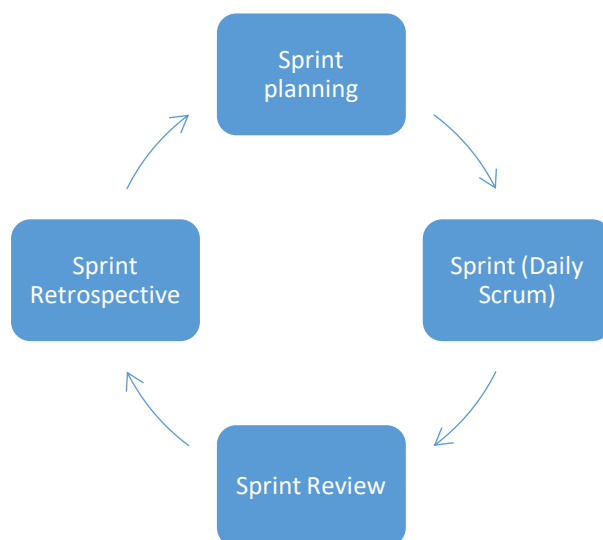 Sprint
planning
Sprint (Daily
Scrum)
Sprint Review
Sprint
Retrospective